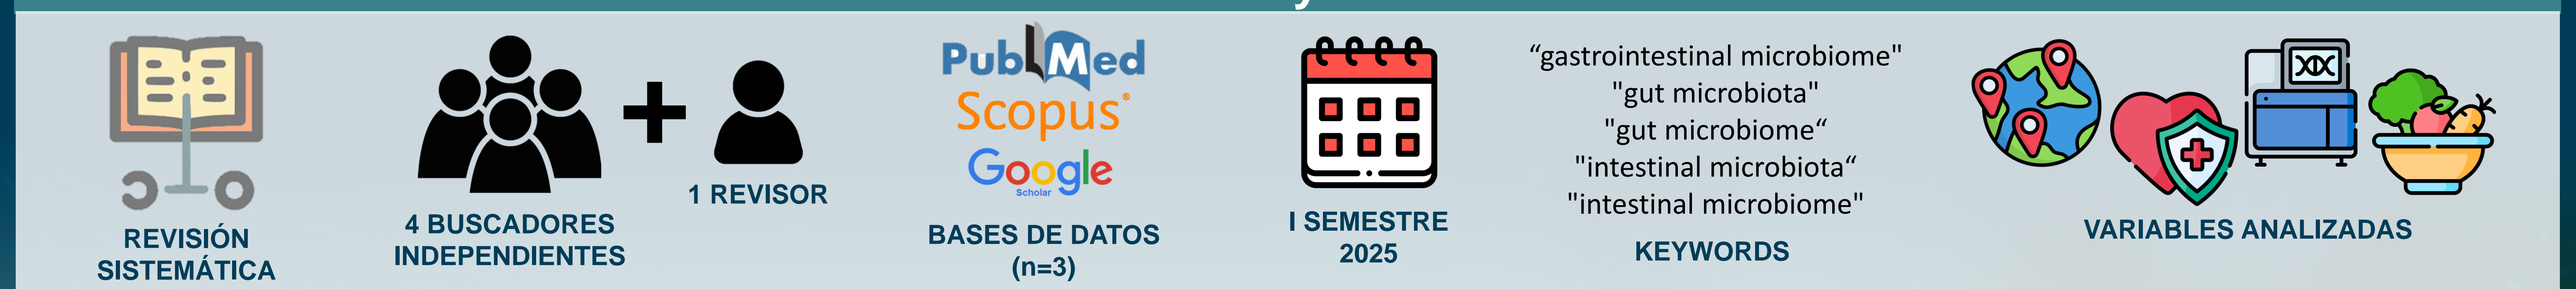 REVISIÓN
SISTEMÁTICA
4 BUSCADORES
INDEPENDIENTES
1 REVISOR
PubMed
Scopus®
Google
Scholar
BASES DE DATOS
(n=3)
I SEMESTRE
2025
“gastrointestinal microbiome"
"gut microbiota"
"gut microbiome“
"intestinal microbiota“
"intestinal microbiome"
KEYWORDS
VARIABLES ANALIZADAS